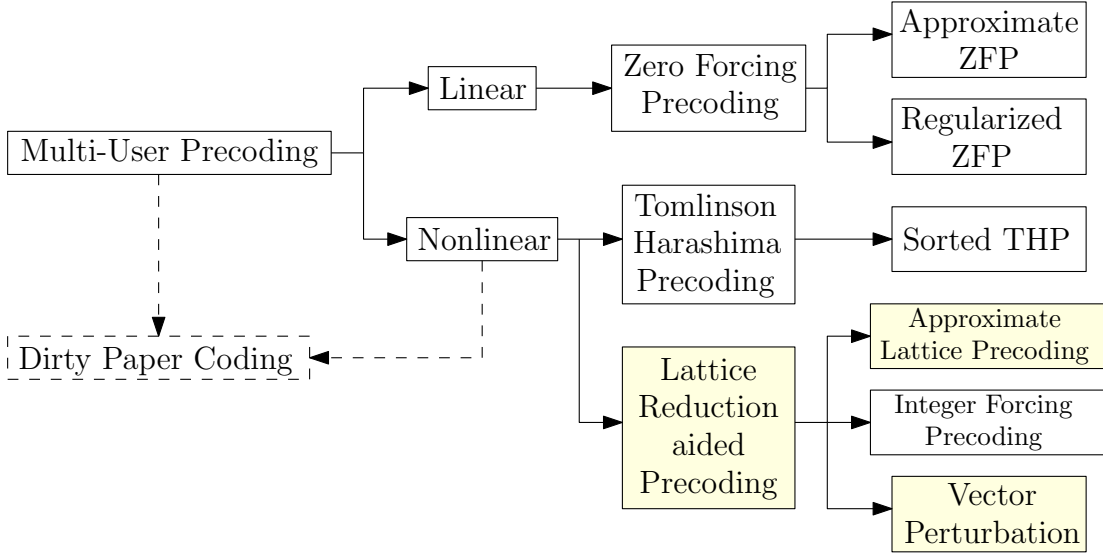 Multi-User Precoding
Dirty Paper Coding
Linear
Nonlinear
Zero Forcing
Precoding
Tomlinson
Harashima
Precoding
Lattice
Reduction
aided
Precoding
Approximate
ZFP
Regularized
ZFP
Sorted THP
Approximate
Lattice Precoding
Integer Forcing
Precoding
Vector
Perturbation